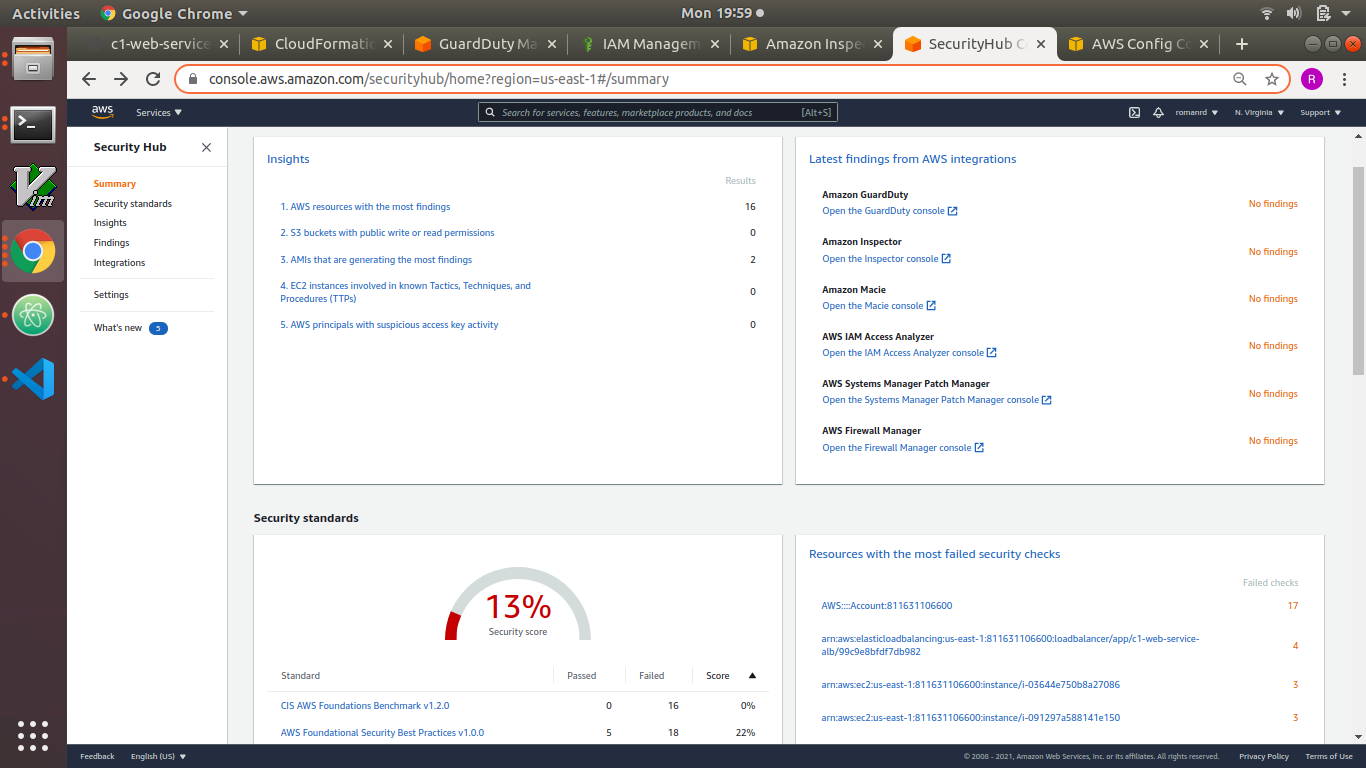 Activities
Google Chrome
Mon 19:59
c1-web-service
CloudFormatic
GuardDuty Ma
IAM Managem
Amazon Inspe
SecurityHub C
AWS Config Co
console.aws.amazon.com/securityhub/home?region=us-east-1#/summary
R
aws
Services
Search for services, features, marketplace products, and docs
[Alt+S]
romanrd
N. Virginia
Support
Security Hub
Summary
Security standards
Insights
Findings
Integrations
Settings
What's new 5
Insights
Results
1. AWS resources with the most findings 16
2. S3 buckets with public write or read permissions 0
3. AMIs that are generating the most findings 2
4. EC2 instances involved in known Tactics, Techniques, and
Procedures (TTPs) 0
5. AWS principals with suspicious access key activity 0
Latest findings from AWS integrations
Amazon GuardDuty
Open the GuardDuty console
No findings
Amazon Inspector
Open the Inspector console
No findings
Amazon Macie
Open the Macie console
No findings
AWS IAM Access Analyzer
Open the IAM Access Analyzer console
No findings
AWS Systems Manager Patch Manager
Open the Systems Manager Patch Manager console
No findings
AWS Firewall Manager
Open the Firewall Manager console
No findings
Security standards
13%
Security score
Standard Passed Failed Score
CIS AWS Foundations Benchmark v1.2.0 0 16 0%
AWS Foundational Security Best Practices v1.0.0 5 18 22%
Resources with the most failed security checks
Failed checks
AWS::::Account:811631106600 17
arn:aws:elasticloadbalancing:us-east-1:811631106600:loadbalancer/app/c1-web-service-
alb/99c9e8bfdf7db982 4
arn:aws:ec2:us-east-1:811631106600:instance/i-03644e750b8a27086 3
arn:aws:ec2:us-east-1:811631106600:instance/i-091297a588141e150 3
Feedback
English (US)
© 2008 - 2021, Amazon Web Services, Inc. or its affiliates. All rights reserved.
Privacy Policy
Terms of Use